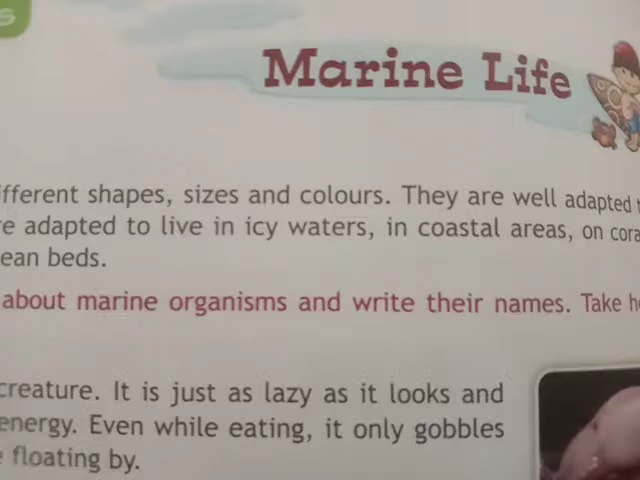 s
Marine Life
ifferent shapes, sizes and colours. They are well adapted t
re adapted to live in icy waters, in coastal areas, on cora
ean beds.
about marine organisms and write their names. Take he
creature. It is just as lazy as it looks and
energy. Even while eating, it only gobbles
e floating by.